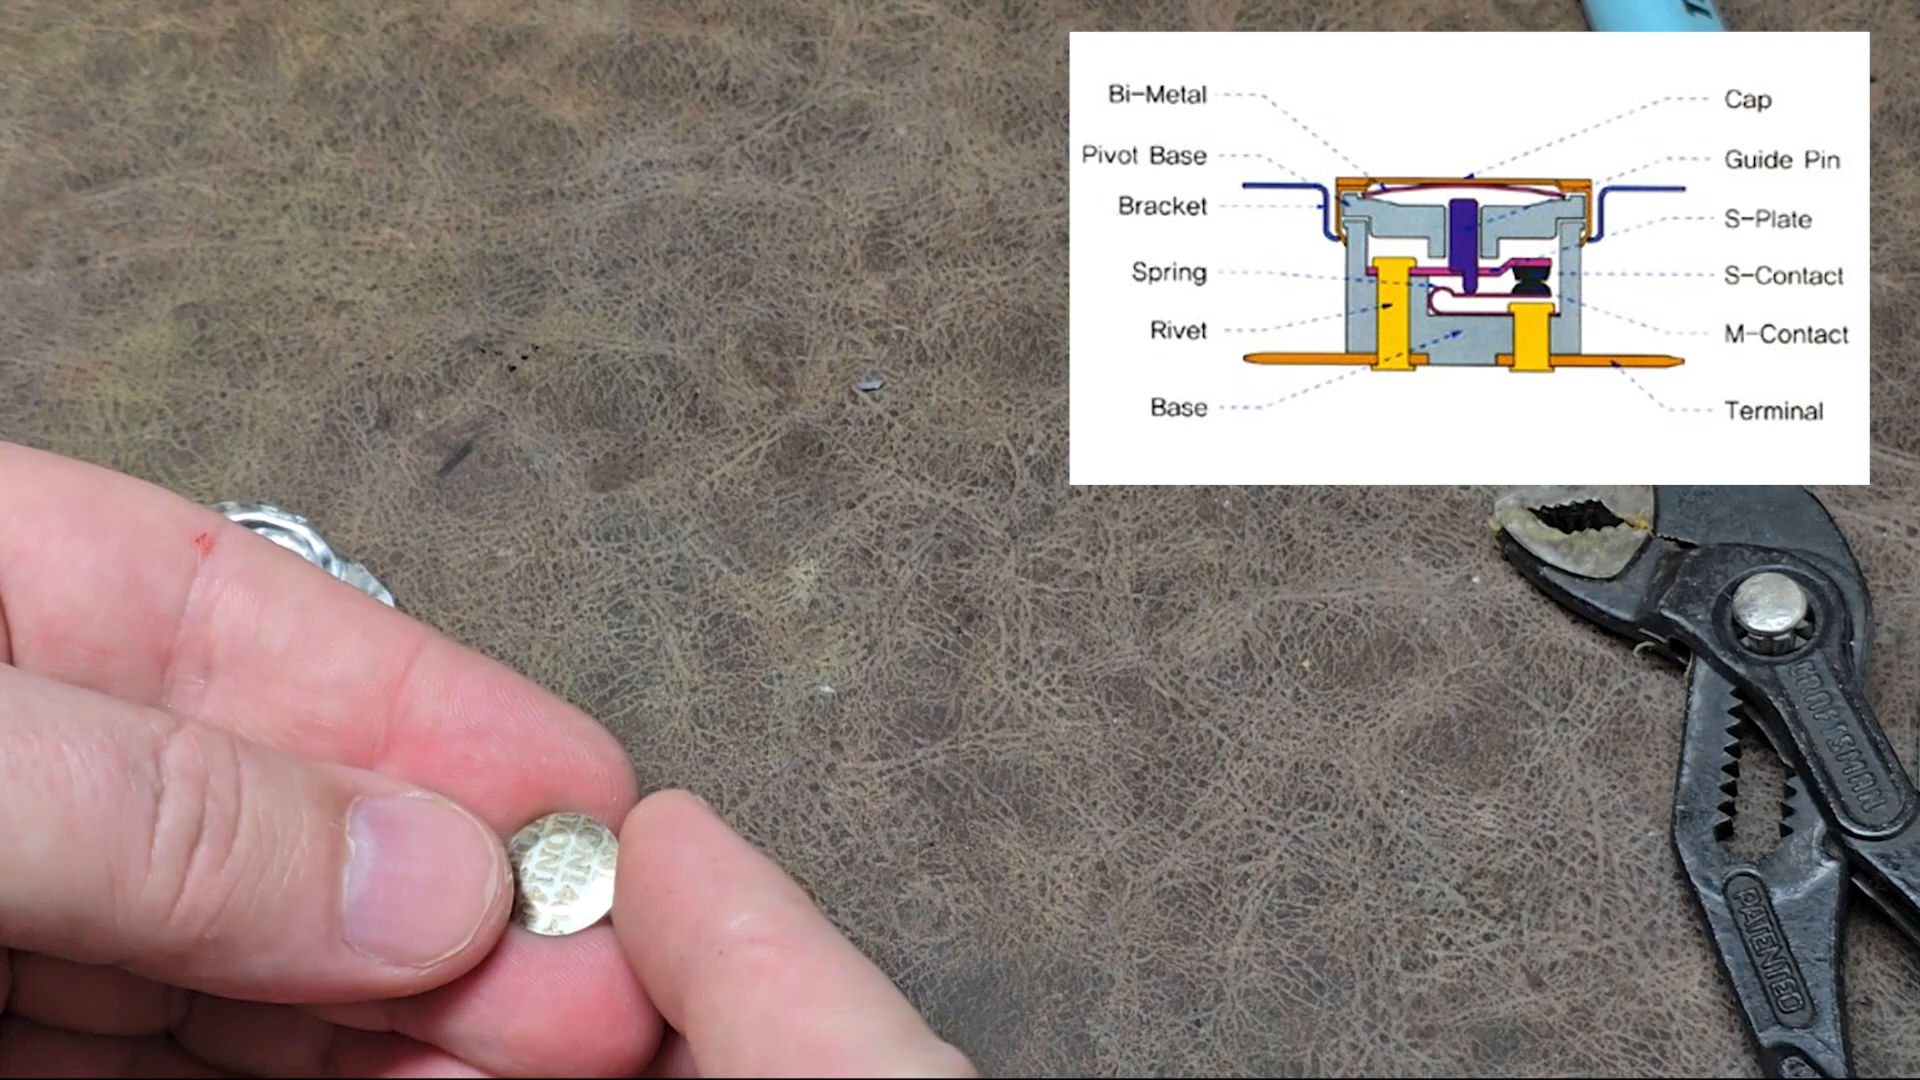 Bi-Metal
Cap
Pivot Base
Guide Pin
Bracket
S-Plate
Spring
S-Contact
Rivet
M-Contact
Base
Terminal
CRAFTSMAN
PATENTED